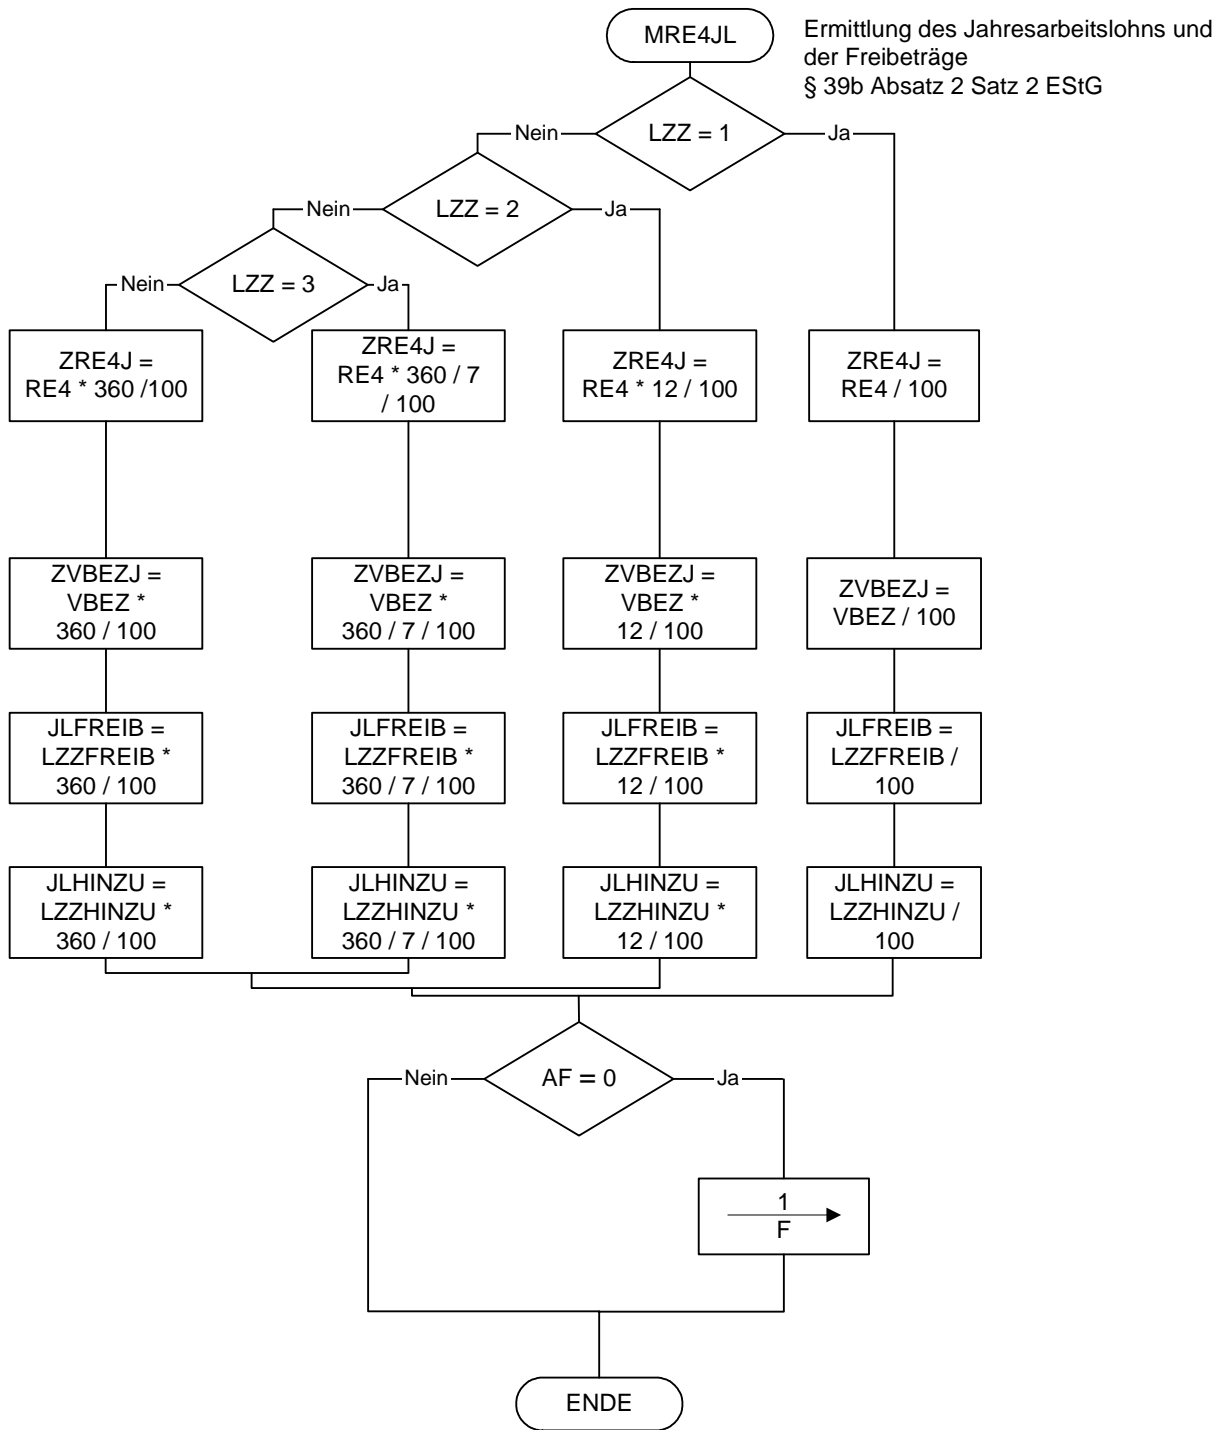 MRE4JL
Ermittlung des Jahresarbeitslohns und
der Freibeträge
§ 39b Absatz 2 Satz 2 EStG
Nein
LZZ = 1
Ja
Nein
LZZ = 2
Ja
Nein
LZZ = 3
Ja
ZRE4J =
RE4 * 360 /100
ZRE4J =
RE4 * 360 / 7
/ 100
ZRE4J =
RE4 * 12 / 100
ZRE4J =
RE4 / 100
ZVBEZJ =
VBEZ *
360 / 100
ZVBEZJ =
VBEZ *
360 / 7 / 100
ZVBEZJ =
VBEZ *
12 / 100
ZVBEZJ =
VBEZ / 100
JLFREIB =
LZZFREIB *
360 / 100
JLFREIB =
LZZFREIB *
360 / 7 / 100
JLFREIB =
LZZFREIB *
12 / 100
JLFREIB =
LZZFREIB /
100
JLHINZU =
LZZHINZU *
360 / 100
JLHINZU =
LZZHINZU *
360 / 7 / 100
JLHINZU =
LZZHINZU *
12 / 100
JLHINZU =
LZZHINZU /
100
Nein
AF = 0
Ja
1
F
ENDE